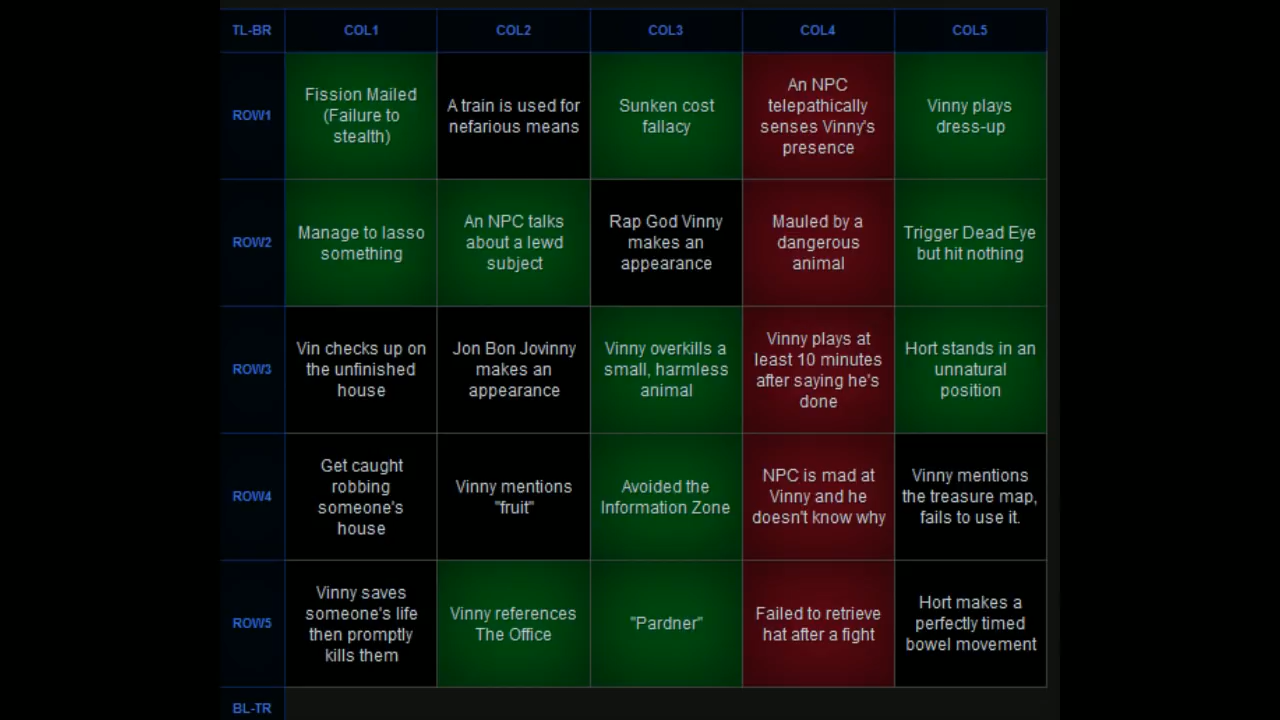 TL-BR COL1 COL2 COL3 COL4 COL5
ROW1
Fission Mailed
(Failure to
stealth)
A train is used for
nefarious means
Sunken cost
fallacy
An NPC
telepathically
senses Vinny's
presence
Vinny plays
dress-up
ROW2
Manage to lasso
something
An NPC talks
about a lewd
subject
Rap God Vinny
makes an
appearance
Mauled by a
dangerous
animal
Trigger Dead Eye
but hit nothing
ROW3
Vin checks up on
the unfinished
house
Jon Bon Jovinny
makes an
appearance
Vinny overkills a
small, harmless
animal
Vinny plays at
least 10 minutes
after saying he's
done
Hort stands in an
unnatural
position
ROW4
Get caught
robbing
someone's
house
Vinny mentions
"fruit"
Avoided the
Information Zone
NPC is mad at
Vinny and he
doesn't know why
Vinny mentions
the treasure map,
fails to use it.
ROW5
Vinny saves
someone's life
then promptly
kills them
Vinny references
The Office
"Pardner"
Failed to retrieve
hat after a fight
Hort makes a
perfectly timed
bowel movement
BL-TR